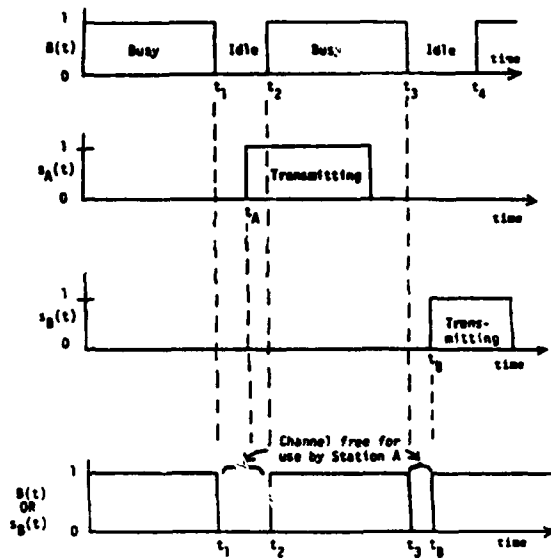 1
B(t)
0
Busy
Idle
Busy
Idle
time
t1
t2
t3
t4
1
sA(t)
0
Transmitting
tA
time
1
sB(t)
0
Trans-
mitting
tB
time
Channel free for
use by Station A
1
B(t)
OR
sB(t)
0
t1
t2
t3
tB
time